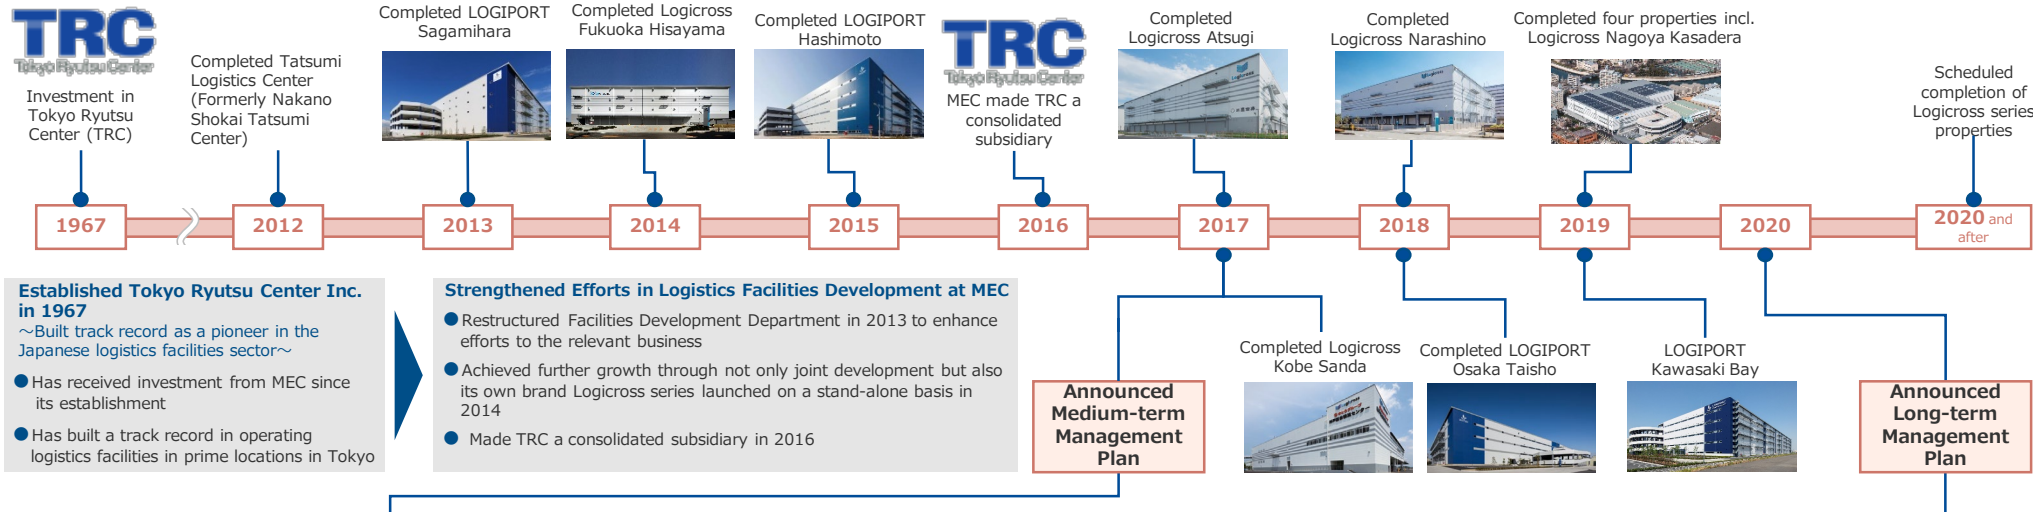 TRC
Tokyo Ryutsu Center
Investment in
Tokyo Ryutsu
Center (TRC)
Completed Tatsumi
Logistics Center
(Formerly Nakano
Shokai Tatsumi
Center)
Completed LOGIPORT
Sagamihara
Completed Logicross
Fukuoka Hisayama
Completed LOGIPORT
Hashimoto
TRC
Tokyo Ryutsu Center
MEC made TRC a
consolidated
subsidiary
Completed
Logicross Atsugi
Completed
Logicross Narashino
Completed four properties incl.
Logicross Nagoya Kasadera
Scheduled
completion of
Logicross series
properties
1967
2012
2013
2014
2015
2016
2017
2018
2019
2020
2020 and
after
Established Tokyo Ryutsu Center Inc.
in 1967
～Built track record as a pioneer in the
Japanese logistics facilities sector～
● Has received investment from MEC since
its establishment
● Has built a track record in operating
logistics facilities in prime locations in Tokyo
Strengthened Efforts in Logistics Facilities Development at MEC
● Restructured Facilities Development Department in 2013 to enhance
efforts to the relevant business
● Achieved further growth through not only joint development but also
its own brand Logicross series launched on a stand-alone basis in
2014
● Made TRC a consolidated subsidiary in 2016
Announced
Medium-term
Management
Plan
Completed Logicross
Kobe Sanda
Completed LOGIPORT
Osaka Taisho
LOGIPORT
Kawasaki Bay
Announced
Long-term
Management
Plan